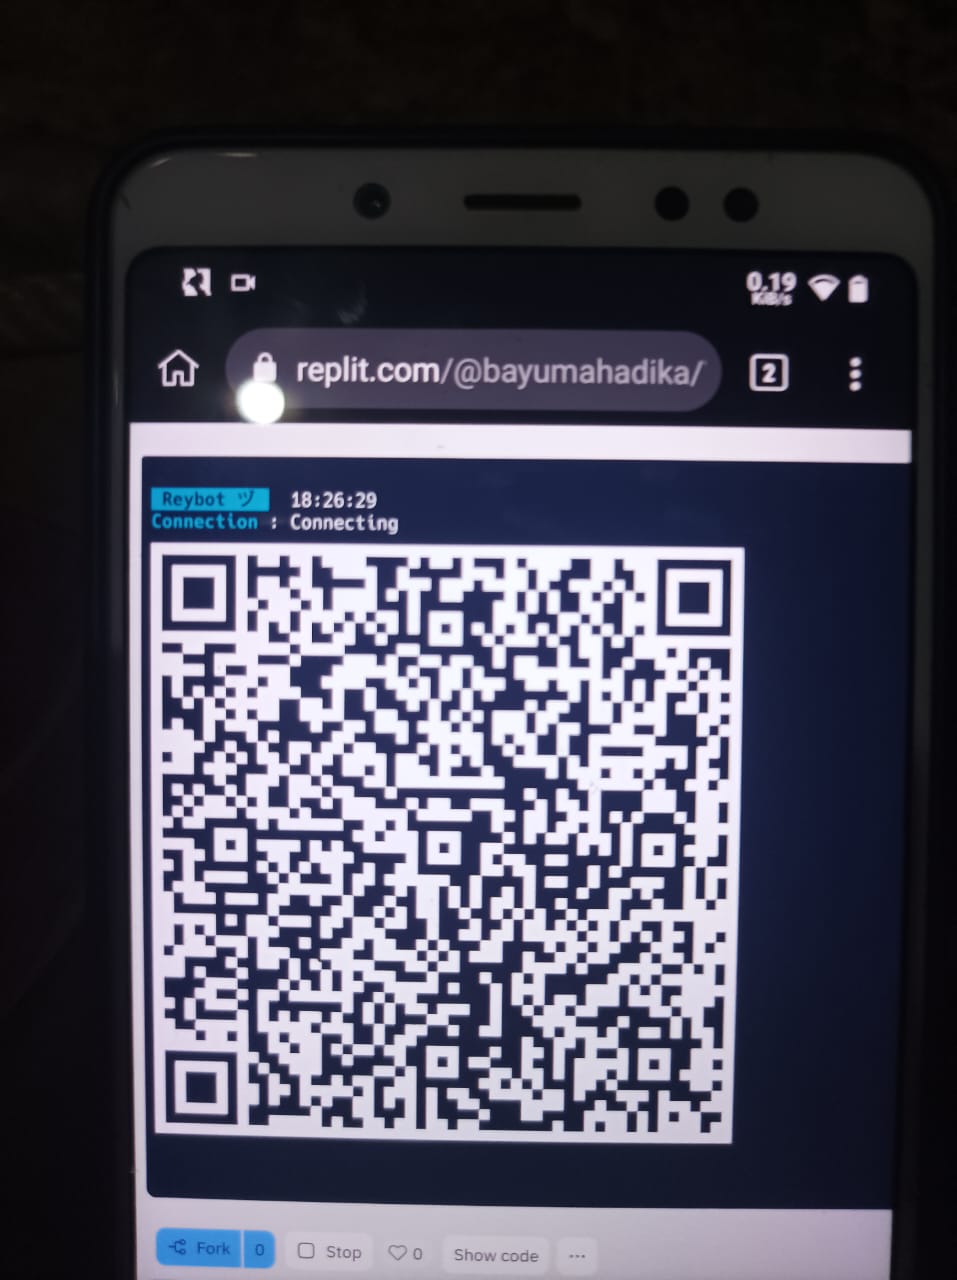 0.19
KiB/s
replit.com/@bayumahadika/
2
Reybot ツ 18:26:29
Connection : Connecting
Fork 0 Stop 0 Show code ...